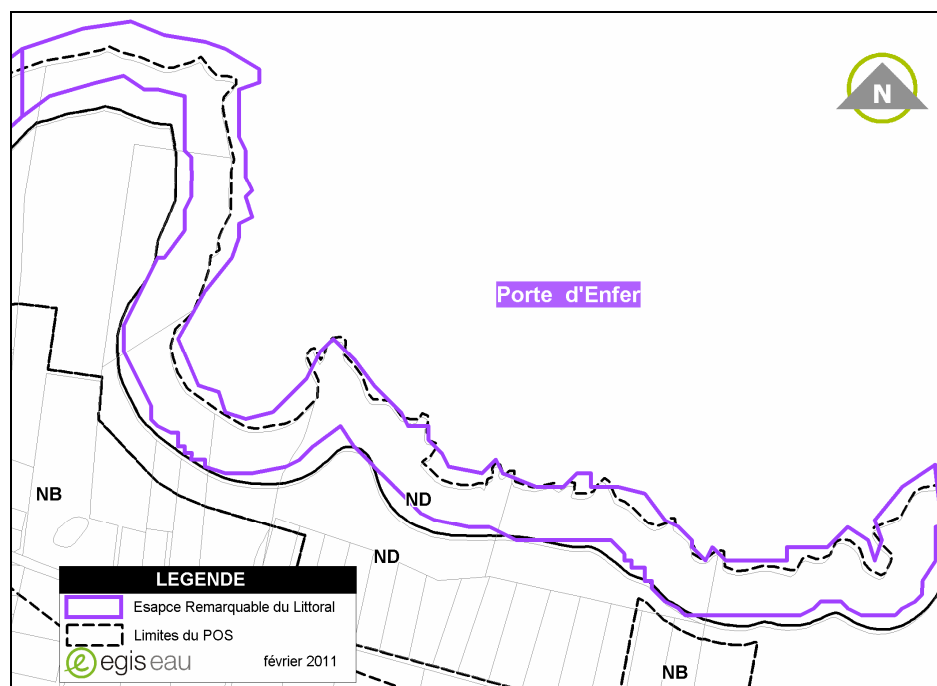 N
Porte d'Enfer
NB
ND
ND
LEGENDE
Esapce Remarquable du Littoral
Limites du POS
e egis eau
février 2011
NB